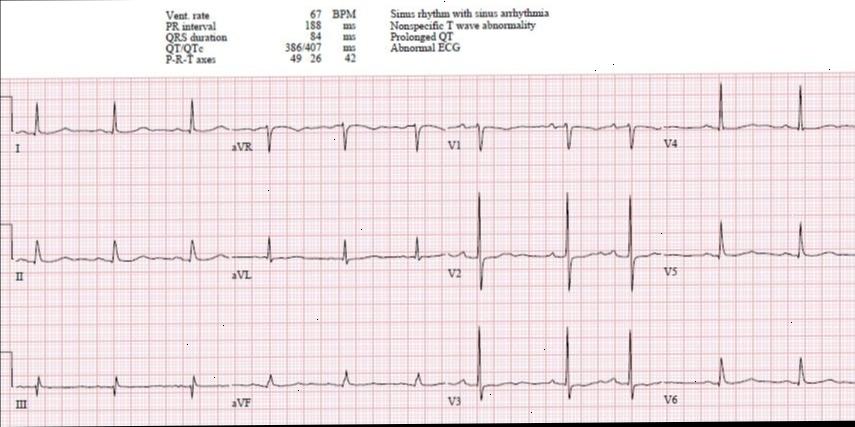 Vent. rate 67 BPM Sinus rhythm with sinus arrhythmia
PR interval 188 ms Nonspecific T wave abnormality
QRS duration 84 ms Prolonged QT
QT/QTc 386/407 ms Abnormal ECG
P-R-T axes 49 26 42
I aVR V1 V4
II aVL V2 V5
III aVF V3 V6